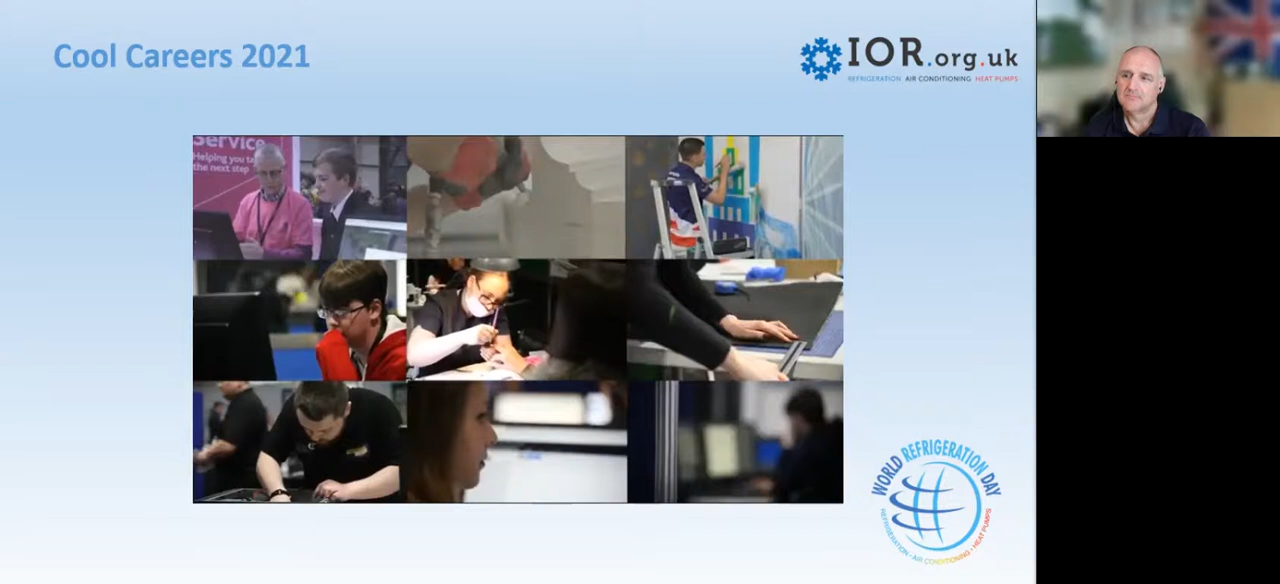 Cool Careers 2021
IOR.org.uk
REFRIGERATION AIR CONDITIONING HEAT PUMPS
Service
Helping you ta
the next step
WORLD REFRIGERATION DAY
REFRIGERATION · AIR CONDITIONING · HEAT PUMPS